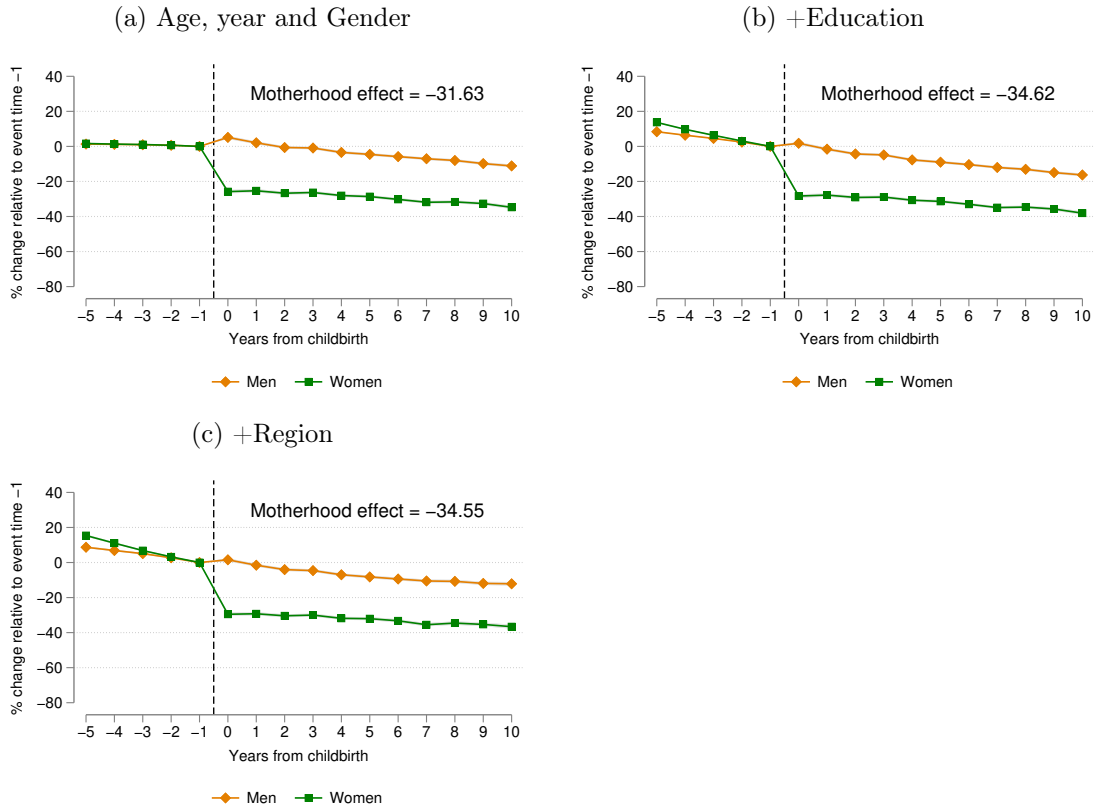 (a) Age, year and Gender
% change relative to event time −1
40
20
0
−20
−40
−60
−80
Motherhood effect = −31.63
−5 −4 −3 −2 −1 0 1 2 3 4 5 6 7 8 9 10
Years from childbirth
Men Women
(b) +Education
% change relative to event time −1
40
20
0
−20
−40
−60
−80
Motherhood effect = −34.62
−5 −4 −3 −2 −1 0 1 2 3 4 5 6 7 8 9 10
Years from childbirth
Men Women
(c) +Region
% change relative to event time −1
40
20
0
−20
−40
−60
−80
Motherhood effect = −34.55
−5 −4 −3 −2 −1 0 1 2 3 4 5 6 7 8 9 10
Years from childbirth
Men Women